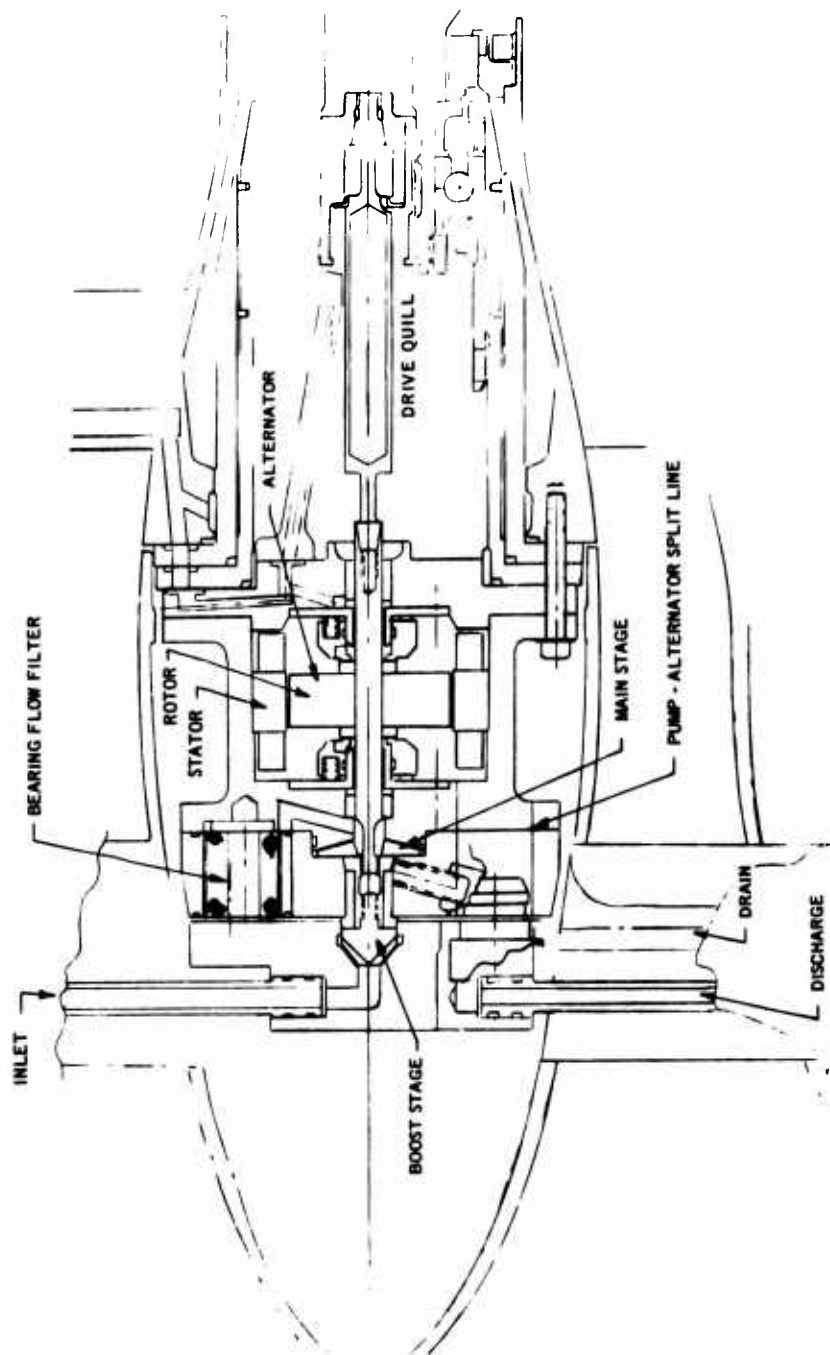 INLET
BEARING FLOW FILTER
STATOR
ROTOR
ALTERNATOR
DRIVE QUILL
BOOST STAGE
MAIN STAGE
PUMP - ALTERNATOR SPLIT LINE
DRAIN
DISCHARGE